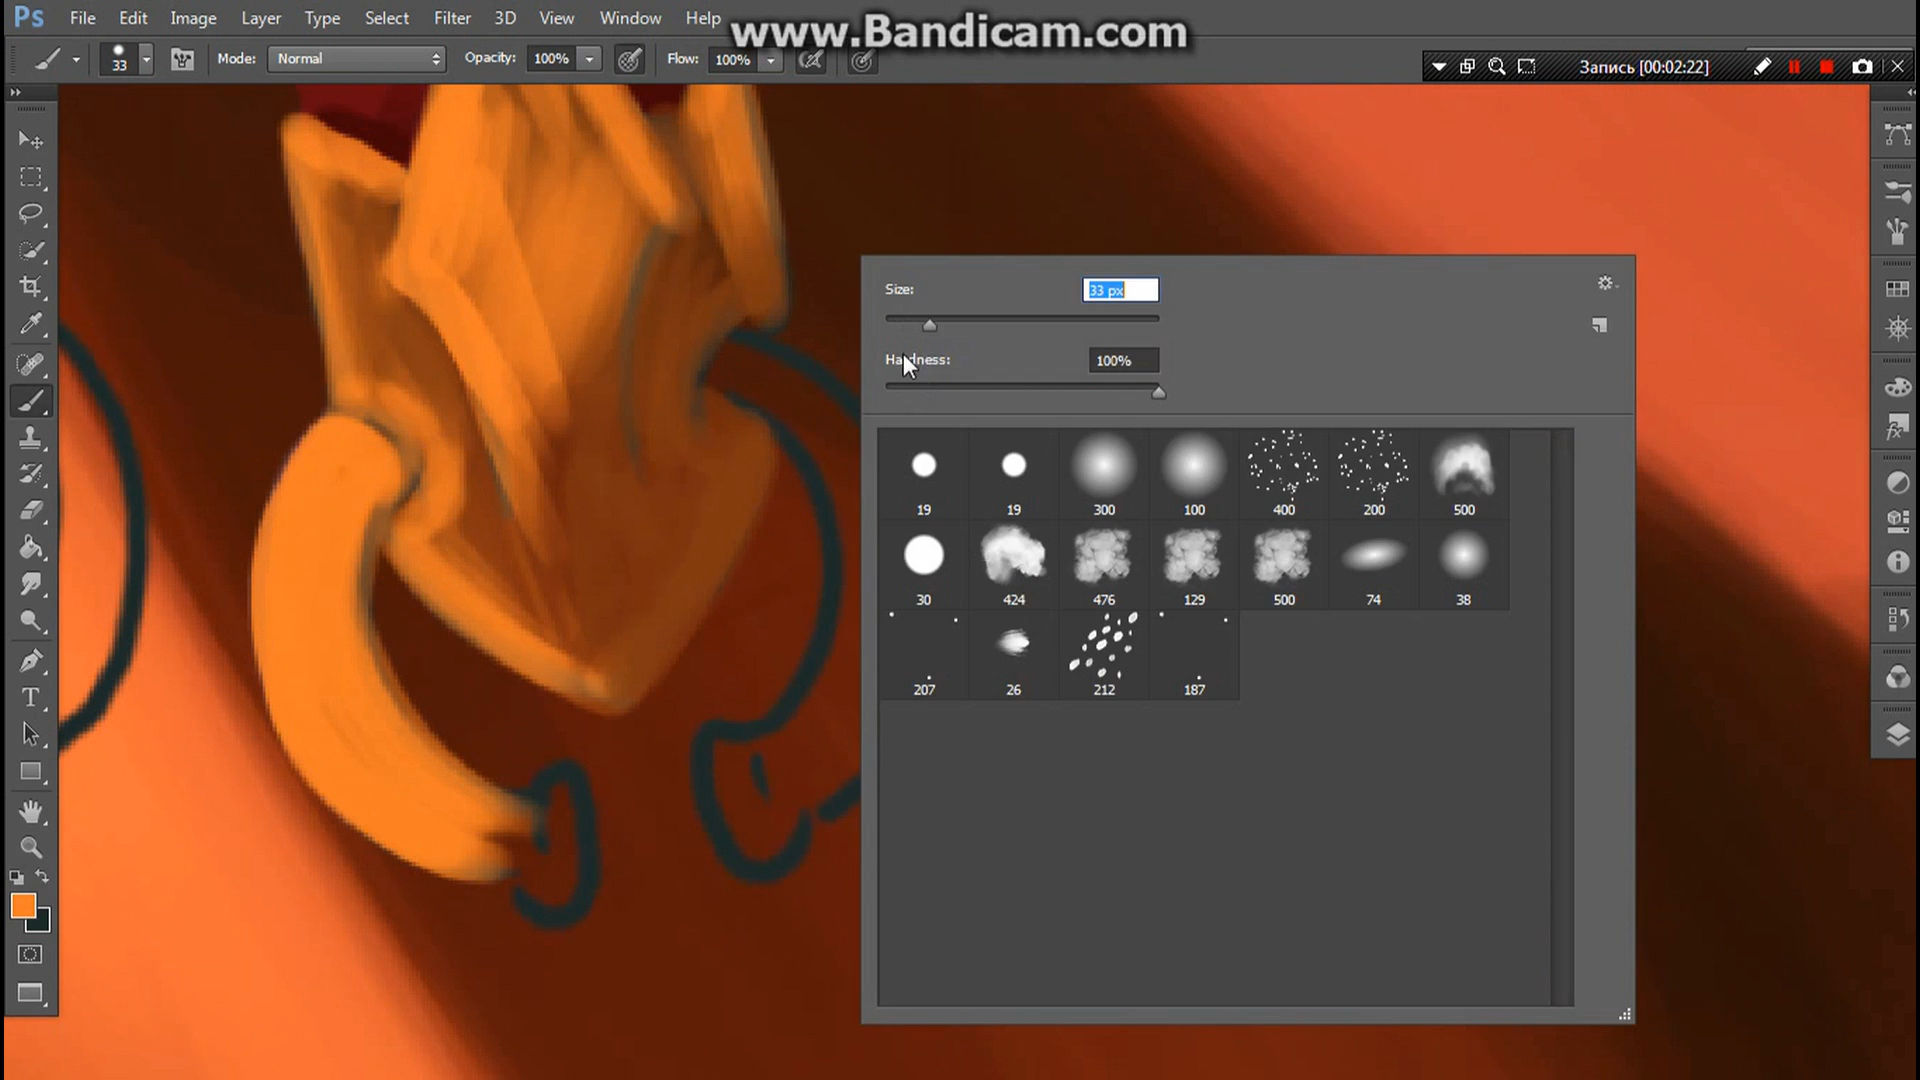 Ps File Edit Image Layer Type Select Filter 3D View Window Help
www.Bandicam.com
33 Mode: Normal Opacity: 100% Flow: 100%
Запись [00:02:22]
Size: 33 px
Hardness: 100%
19 19 300 100 400 200 500
30 424 476 129 500 74 38
207 26 212 187
T